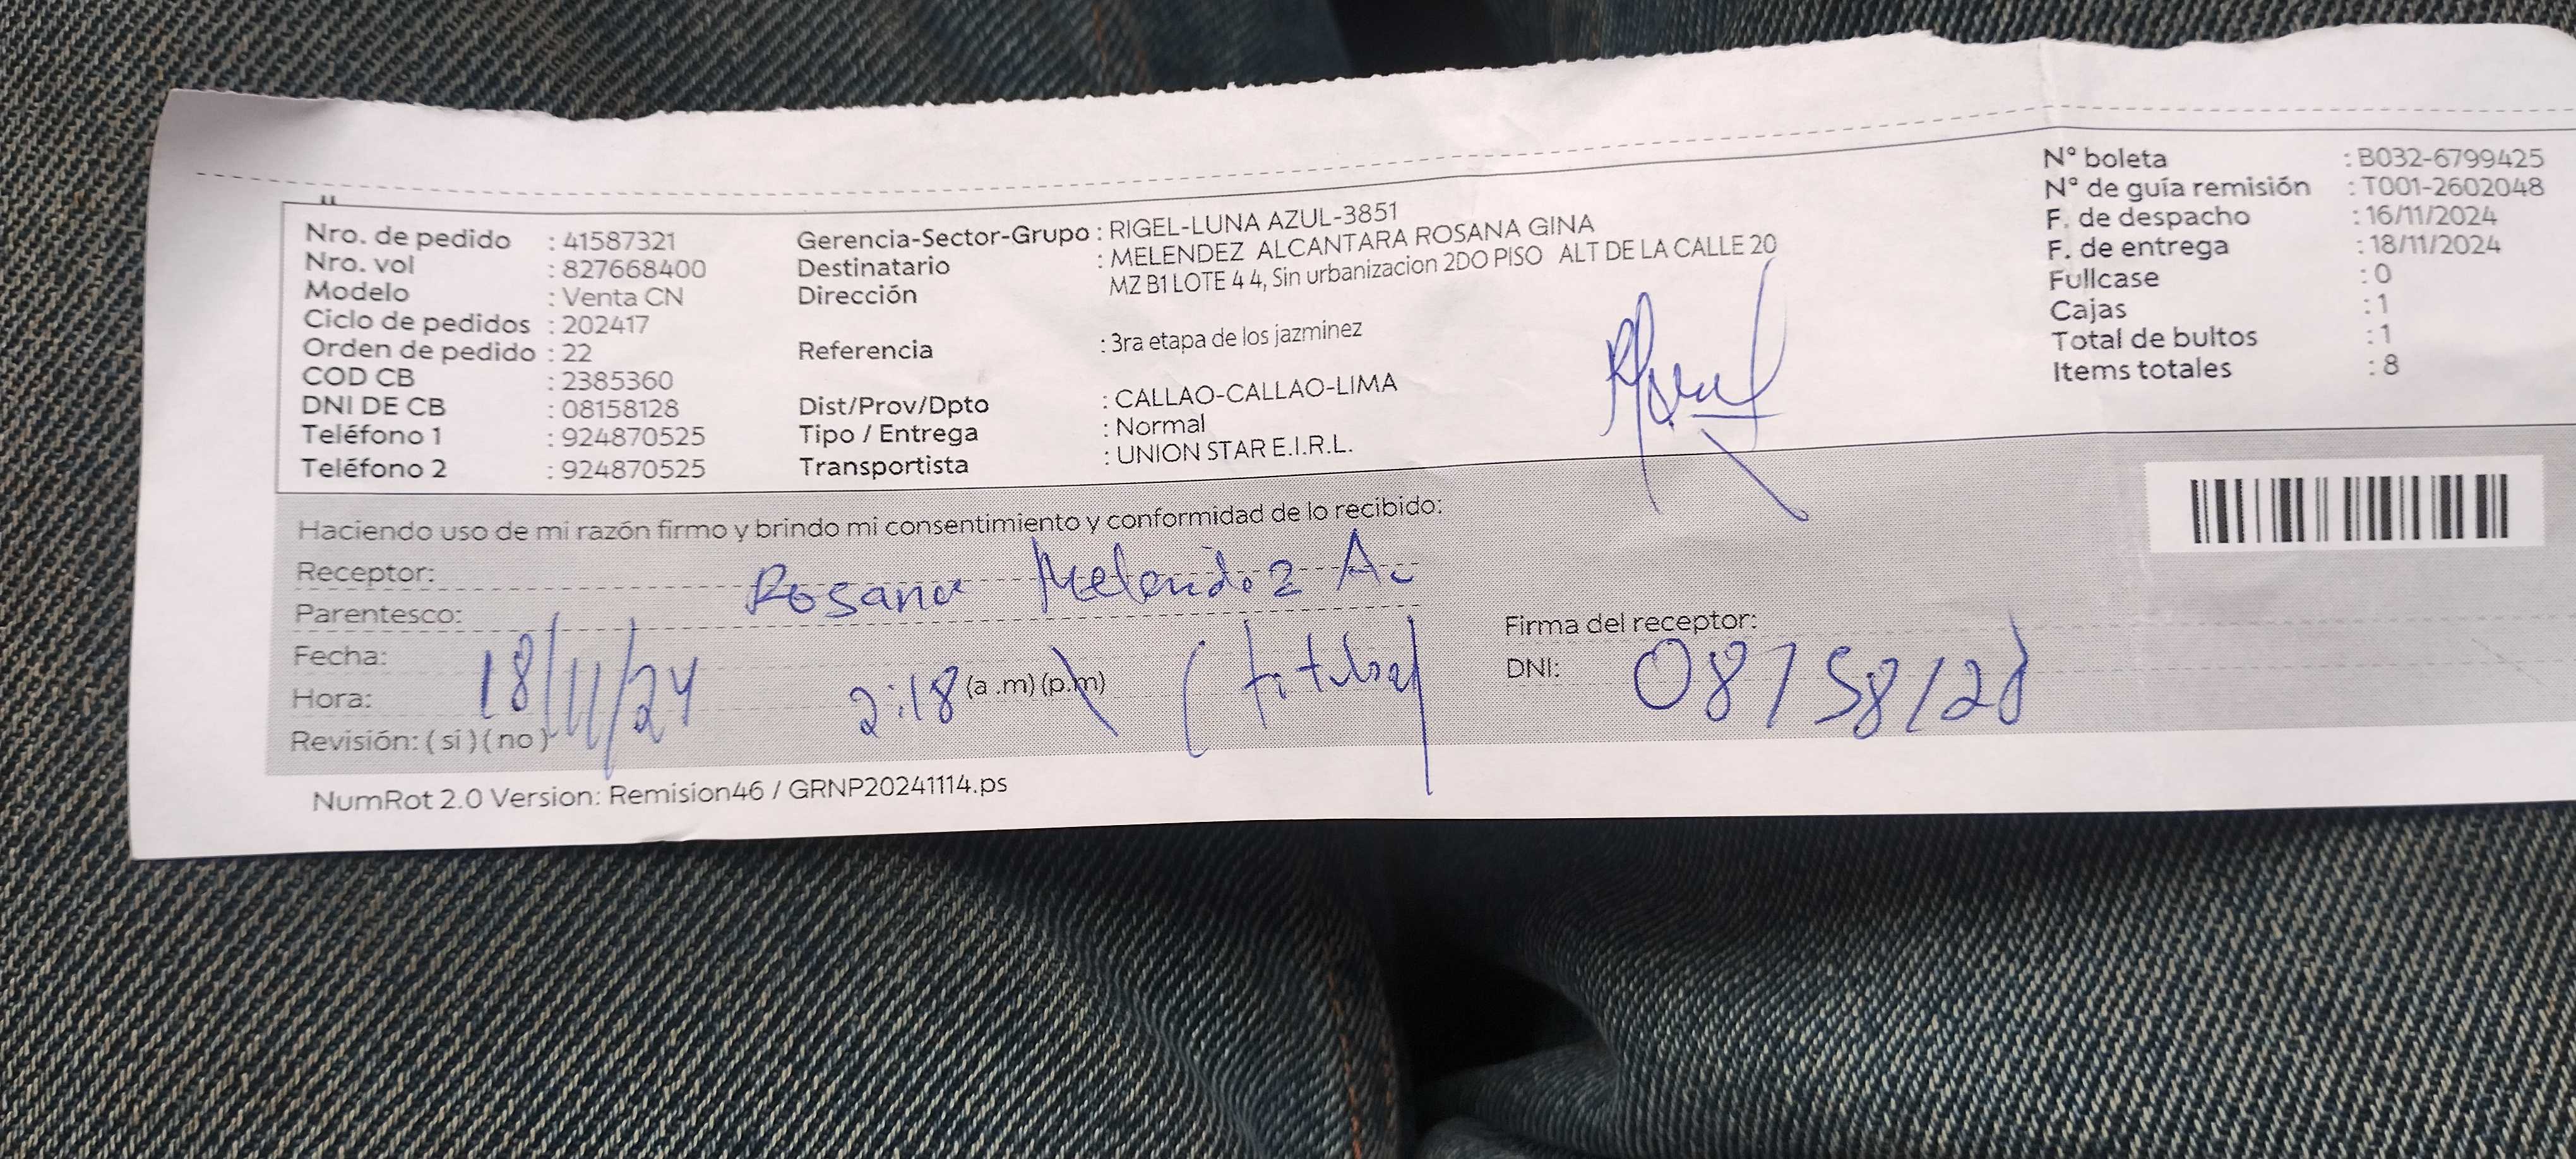 Nro. de pedido : 41587321
Nro. vol : 827668400
Modelo : Venta CN
Ciclo de pedidos : 202417
Orden de pedido : 22
COD CB : 2385360
DNI DE CB : 08158128
Teléfono 1 : 924870525
Teléfono 2 : 924870525
Gerencia-Sector-Grupo : RIGEL-LUNA AZUL-3851
Destinatario : MELENDEZ ALCANTARA ROSANA GINA
Dirección MZ B1 LOTE 4 4, Sin urbanizacion 2DO PISO ALT DE LA CALLE 20
Referencia : 3ra etapa de los jazminez
Dist/Prov/Dpto : CALLAO-CALLAO-LIMA
Tipo / Entrega : Normal
Transportista : UNION STAR E.I.R.L.
N° boleta : B032-6799425
N° de guía remisión : T001-2602048
F. de despacho : 16/11/2024
F. de entrega : 18/11/2024
Fullcase : 0
Cajas : 1
Total de bultos : 1
Items totales : 8
Haciendo uso de mi razón firmo y brindo mi consentimiento y conformidad de lo recibido:
Receptor: Rosana Melendez A.
Parentesco: (titular)
Fecha: 18/11/24
Hora: 2:18 (a .m) (p.m)
Revisión: ( si ) ( no )
Firma del receptor:
DNI: 08158128
NumRot 2.0 Version: Remision46 / GRNP20241114.ps